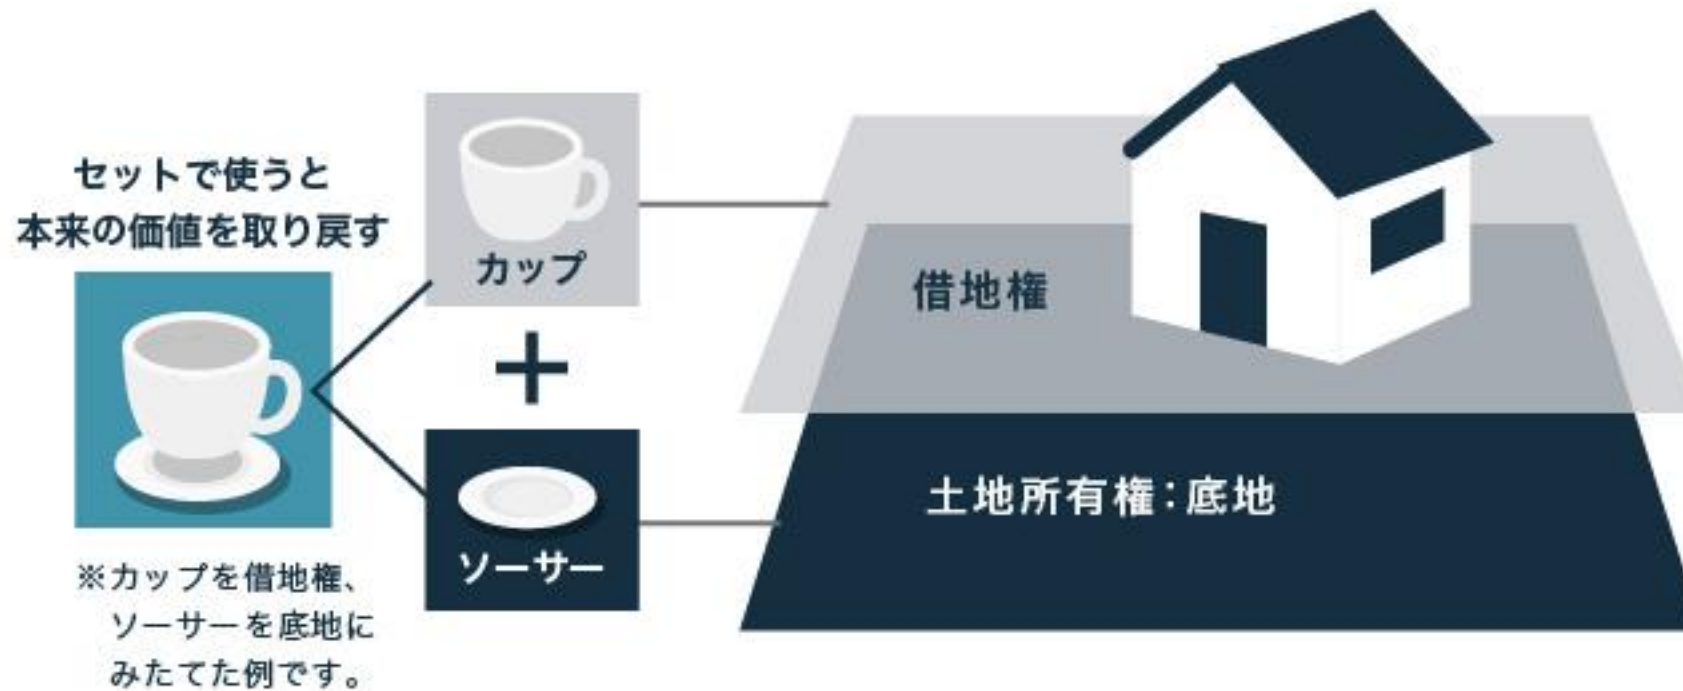 セットで使うと
本来の価値を取り戻す
カップ
+
ソーサー
※カップを借地権、
ソーサーを底地に
みたてた例です。
借地権
土地所有権：底地